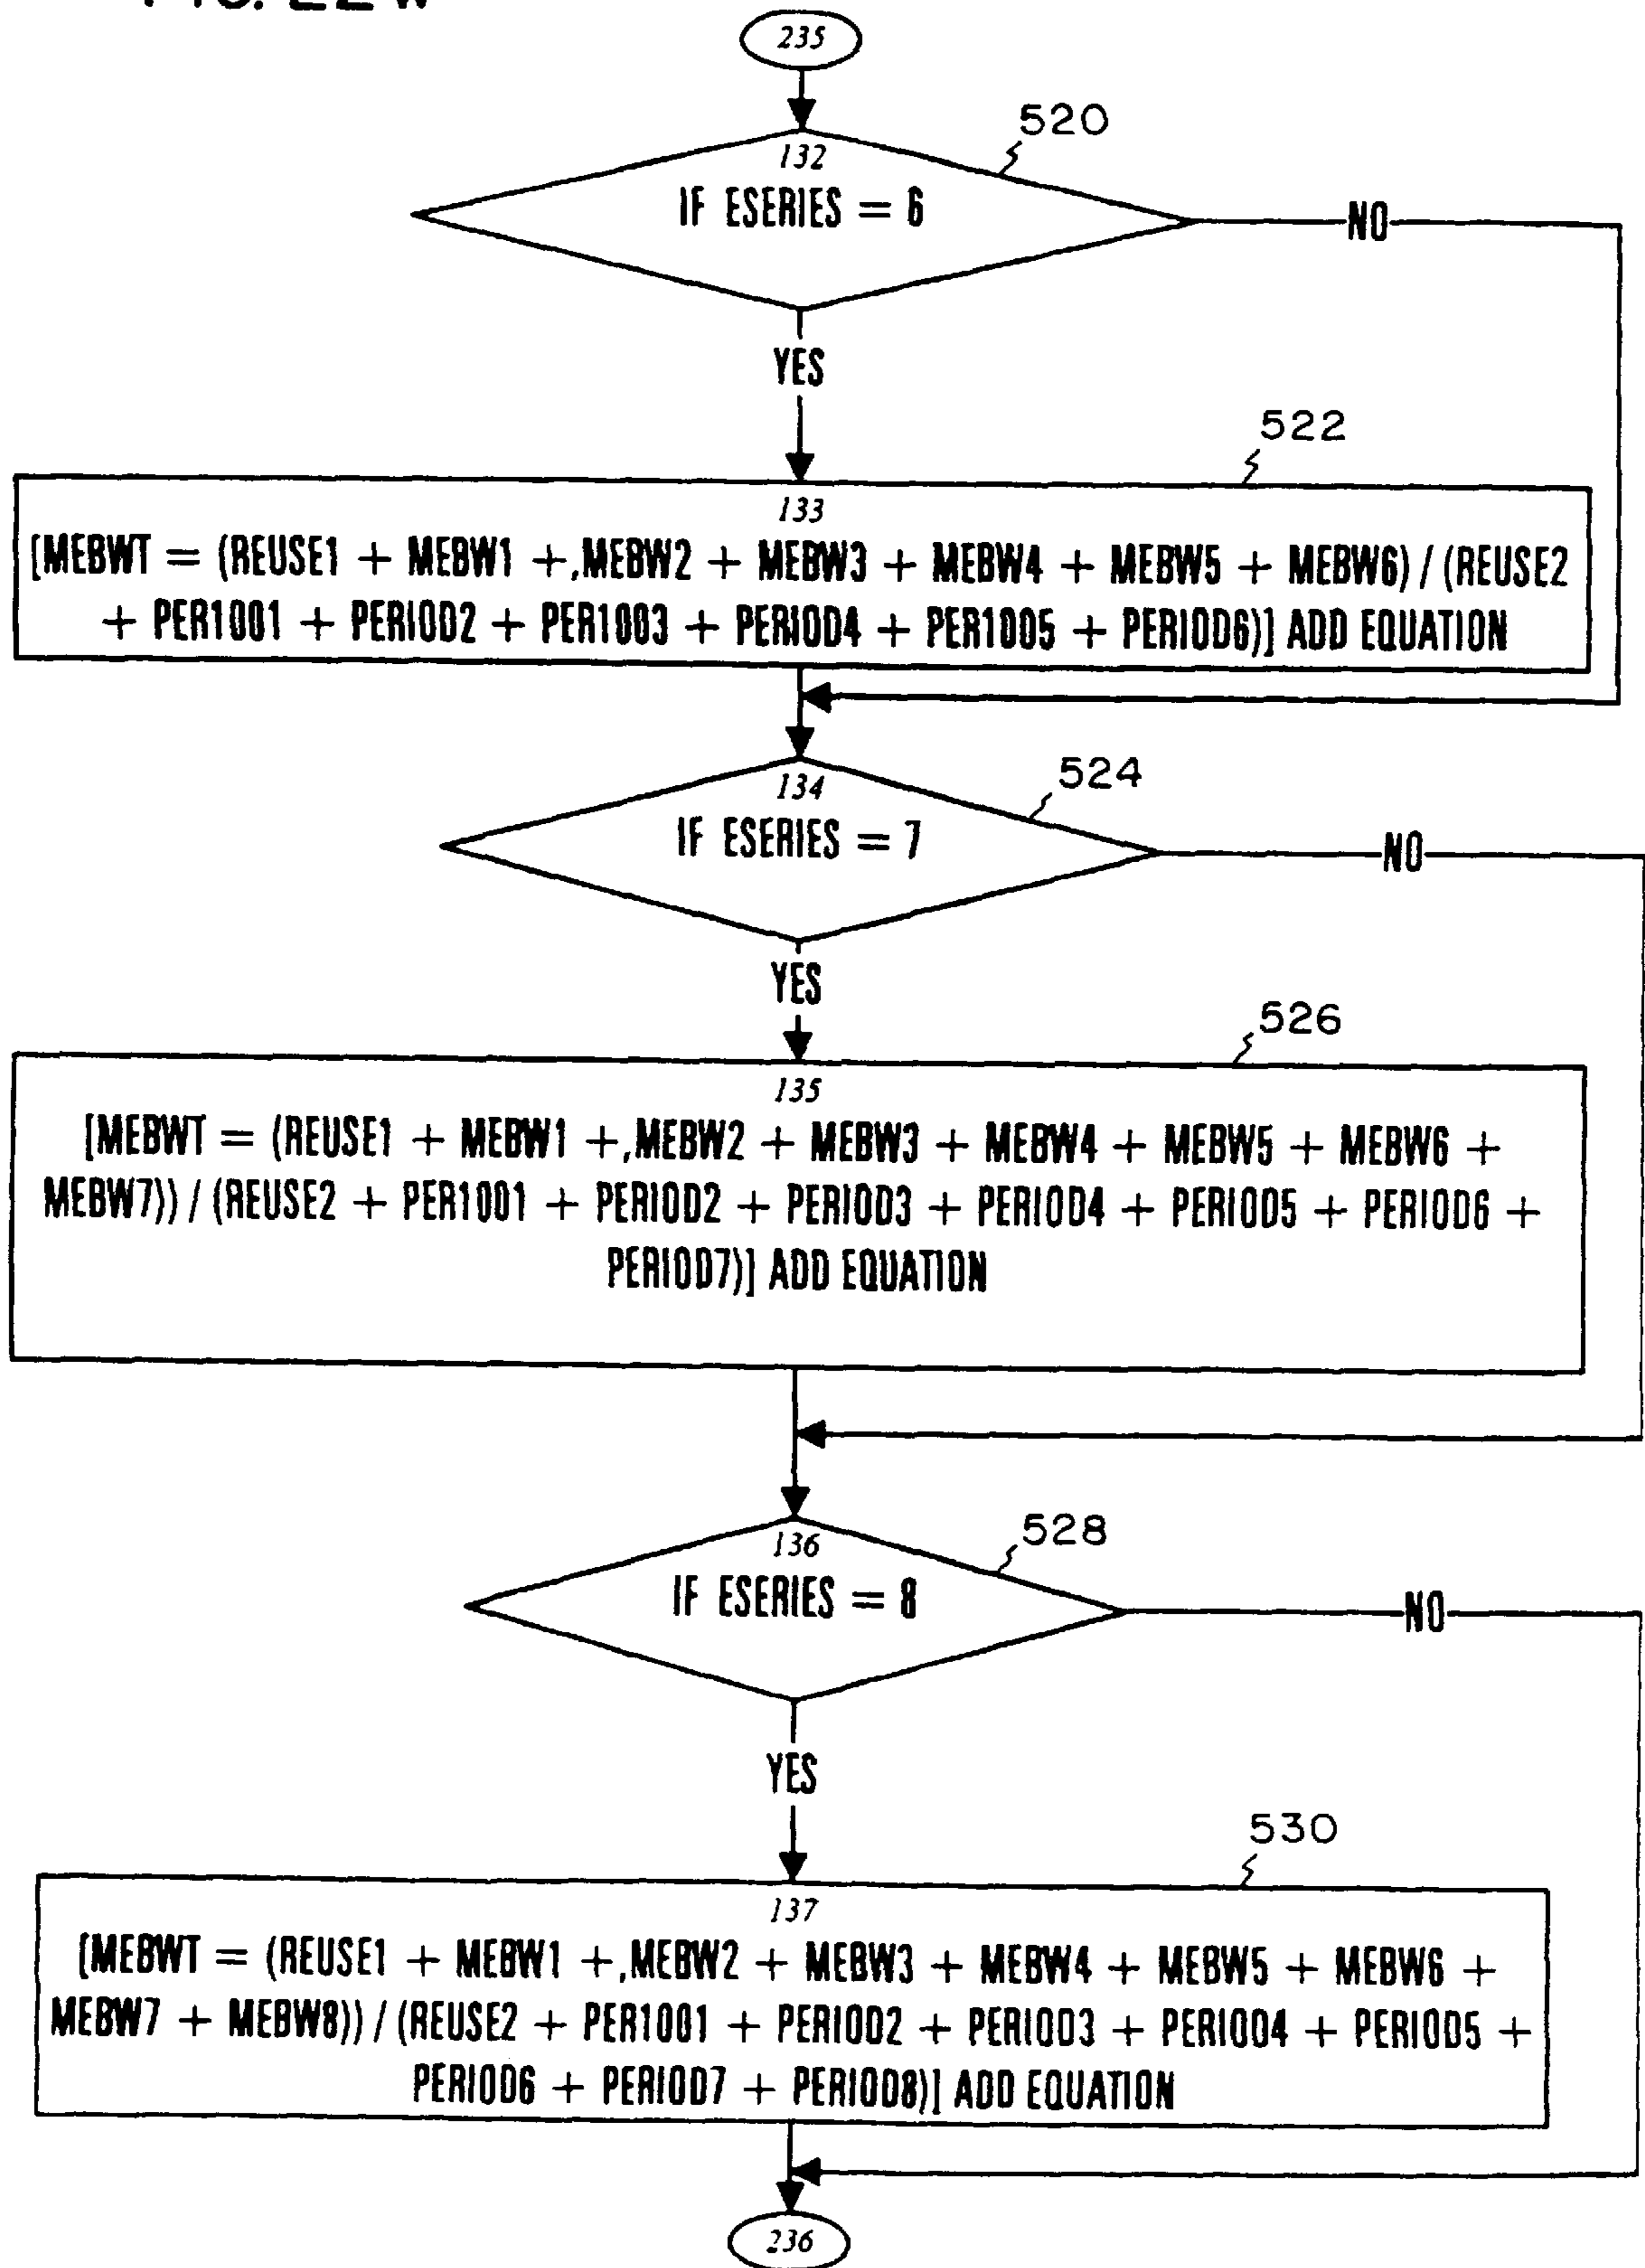 235
520
132
IF ESERIES = 6
NO
YES
522
133
[MEBWT = (REUSE1 + MEBW1 +,MEBW2 + MEBW3 + MEBW4 + MEBW5 + MEBW6) / (REUSE2
+ PER1001 + PERIOD2 + PER1003 + PERIOD4 + PER1005 + PERIOD6)] ADD EQUATION
524
134
IF ESERIES = 7
NO
YES
526
135
[MEBWT = (REUSE1 + MEBW1 +,MEBW2 + MEBW3 + MEBW4 + MEBW5 + MEBW6 +
MEBW7)) / (REUSE2 + PER1001 + PERIOD2 + PERIOD3 + PERIOD4 + PERIOD5 + PERIOD6 +
PERIOD7)] ADD EQUATION
528
136
IF ESERIES = 8
NO
YES
530
137
[MEBWT = (REUSE1 + MEBW1 +,MEBW2 + MEBW3 + MEBW4 + MEBW5 + MEBW6 +
MEBW7 + MEBW8)) / (REUSE2 + PER1001 + PERIOD2 + PERIOD3 + PERIOD4 + PERIOD5 +
PERIOD6 + PERIOD7 + PERIOD8)] ADD EQUATION
236